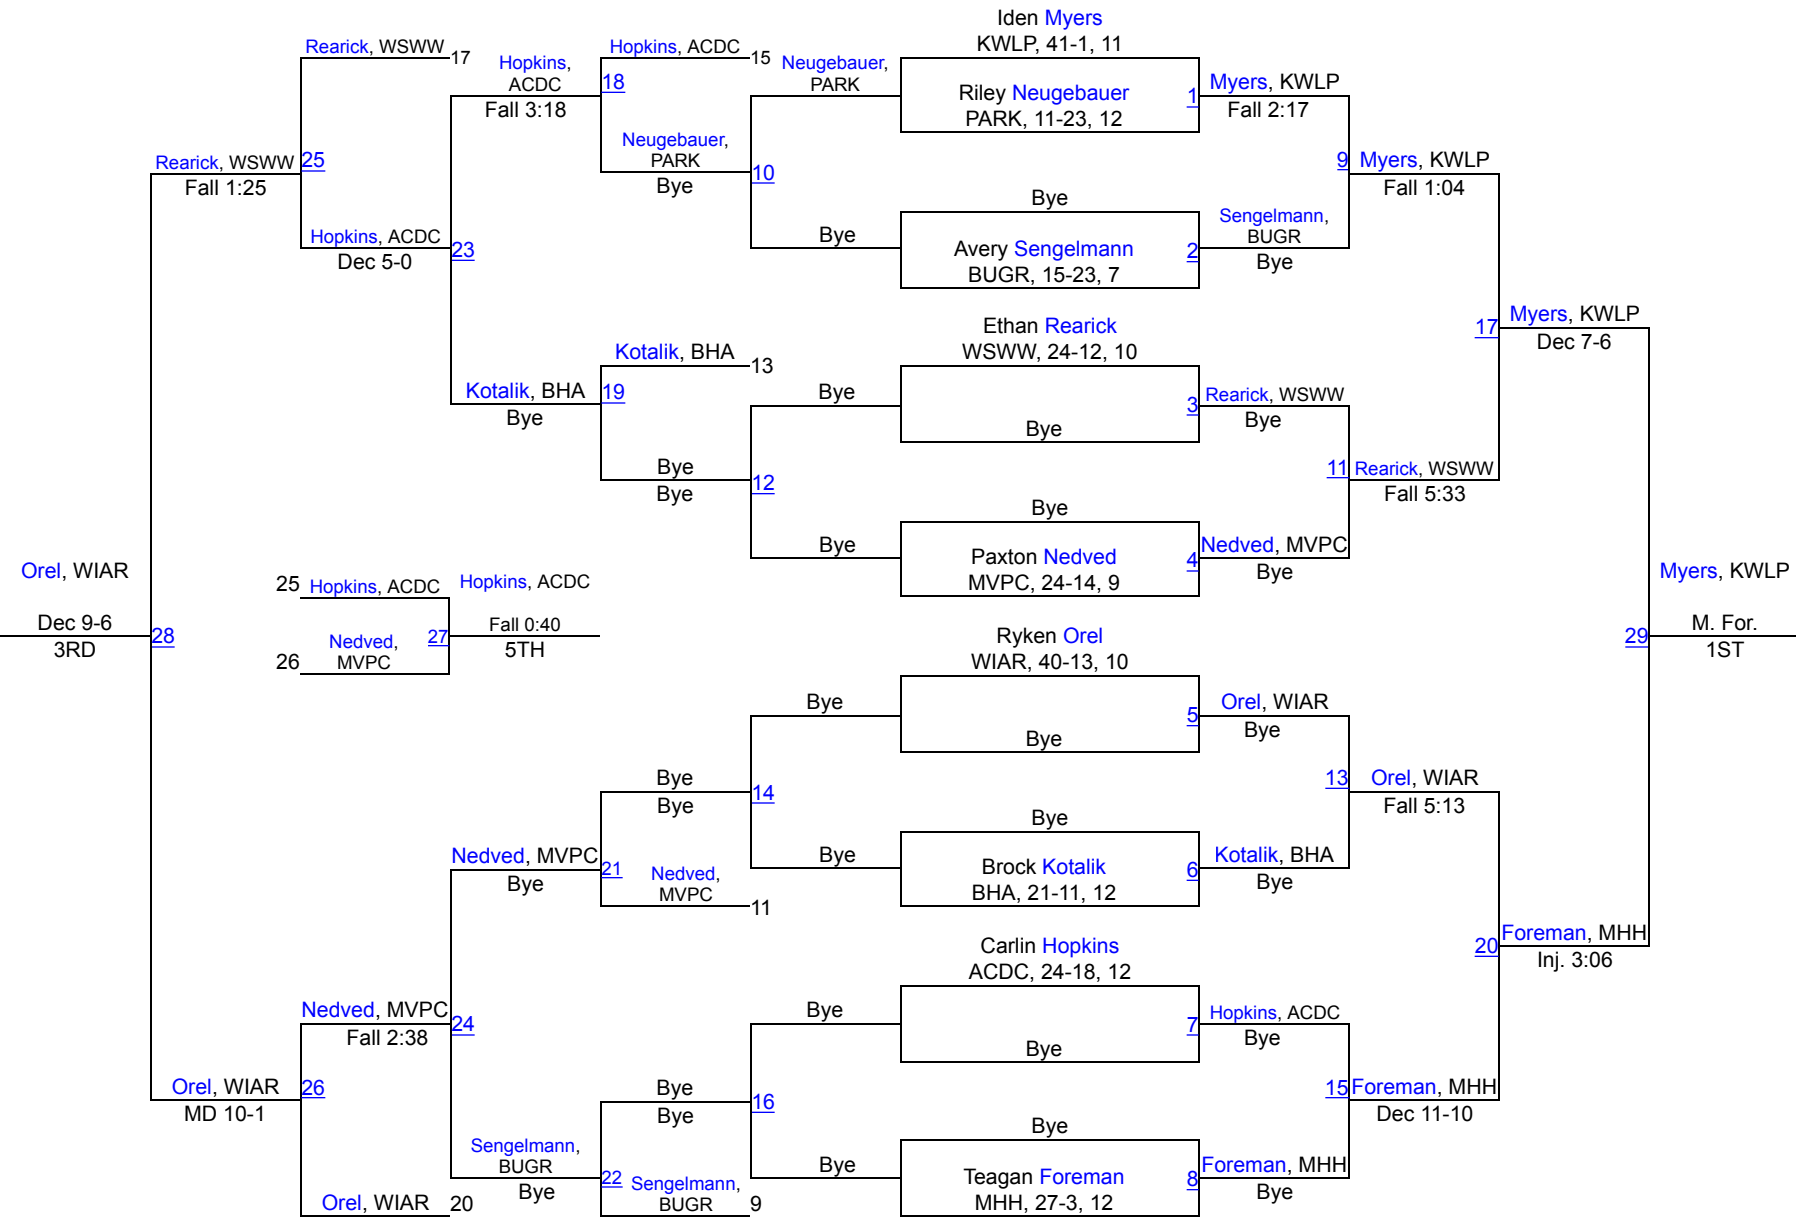 Iden Myers
KWLP, 41-1, 11
Riley Neugebauer
PARK, 11-23, 12
1
Bye
Avery Sengelmann
BUGR, 15-23, 7
2
Ethan Rearick
WSWW, 24-12, 10
Bye
3
Bye
Paxton Nedved
MVPC, 24-14, 9
4
Ryken Orel
WIAR, 40-13, 10
Bye
5
Bye
Brock Kotalik
BHA, 21-11, 12
6
Carlin Hopkins
ACDC, 24-18, 12
Bye
7
Bye
Teagan Foreman
MHH, 27-3, 12
8
Myers, KWLP
Fall 2:17
Sengelmann,
BUGR
Bye
9
Rearick, WSWW
Bye
Nedved, MVPC
Bye
11
Orel, WIAR
Bye
Kotalik, BHA
Bye
13
Hopkins, ACDC
Bye
Foreman, MHH
Bye
15
Myers, KWLP
Fall 1:04
Rearick, WSWW
Fall 5:33
17
Orel, WIAR
Fall 5:13
Foreman, MHH
Dec 11-10
20
Myers, KWLP
Dec 7-6
Foreman, MHH
Inj. 3:06
29
Myers, KWLP
M. For.
1ST
Neugebauer,
PARK
Bye
10
Bye
Bye
12
Bye
Bye
14
Bye
Bye
16
Hopkins, ACDC
15
Neugebauer,
PARK
Bye
18
Kotalik, BHA
13
Bye
Bye
19
Bye
Bye
Nedved,
MVPC
11
21
Bye
Bye
Sengelmann,
BUGR
9
22
Hopkins,
ACDC
Fall 3:18
Kotalik, BHA
Bye
23
Nedved, MVPC
Bye
Sengelmann,
BUGR
Bye
24
Rearick, WSWW
17
Hopkins, ACDC
Dec 5-0
25
Nedved, MVPC
Fall 2:38
Orel, WIAR
20
26
25
Hopkins, ACDC
26
Nedved,
MVPC
27
Hopkins, ACDC
Fall 0:40
5TH
Rearick, WSWW
Fall 1:25
Orel, WIAR
MD 10-1
28
Orel, WIAR
Dec 9-6
3RD